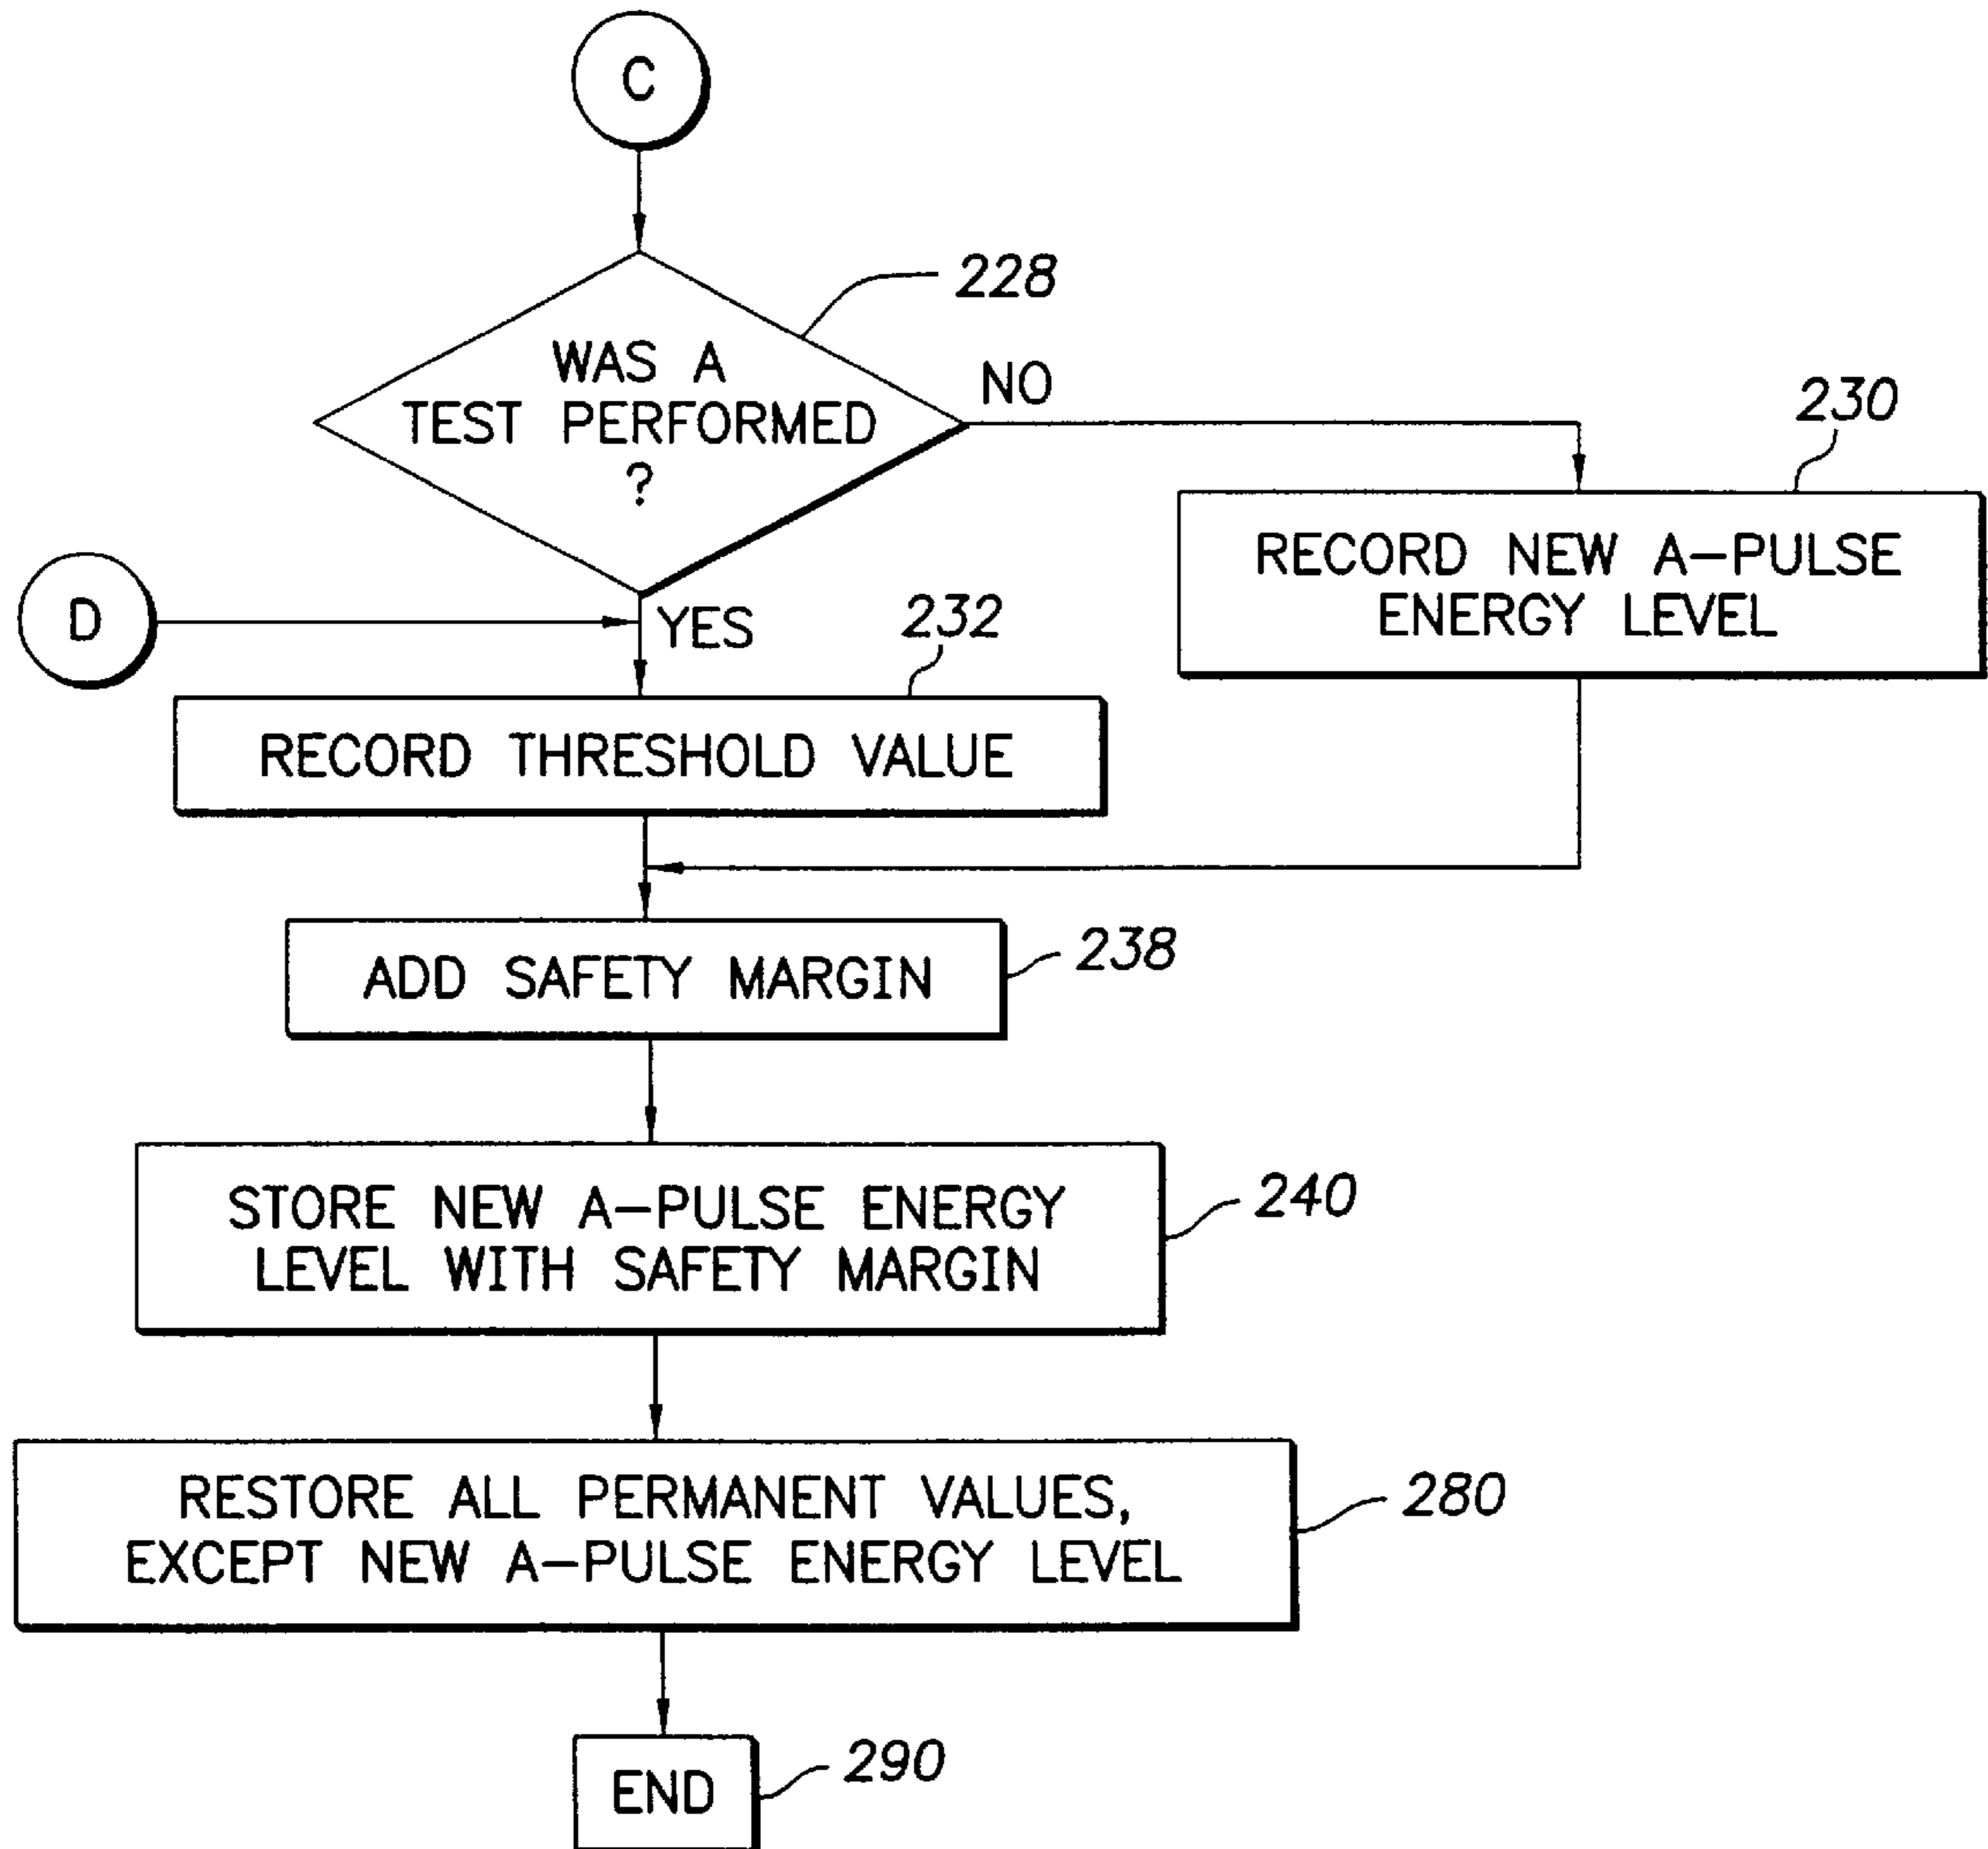 C
228
WAS A
TEST PERFORMED
?
NO
230
RECORD NEW A-PULSE
ENERGY LEVEL
D
YES
232
RECORD THRESHOLD VALUE
ADD SAFETY MARGIN
238
STORE NEW A-PULSE ENERGY
LEVEL WITH SAFETY MARGIN
240
RESTORE ALL PERMANENT VALUES,
EXCEPT NEW A-PULSE ENERGY LEVEL
280
END
290